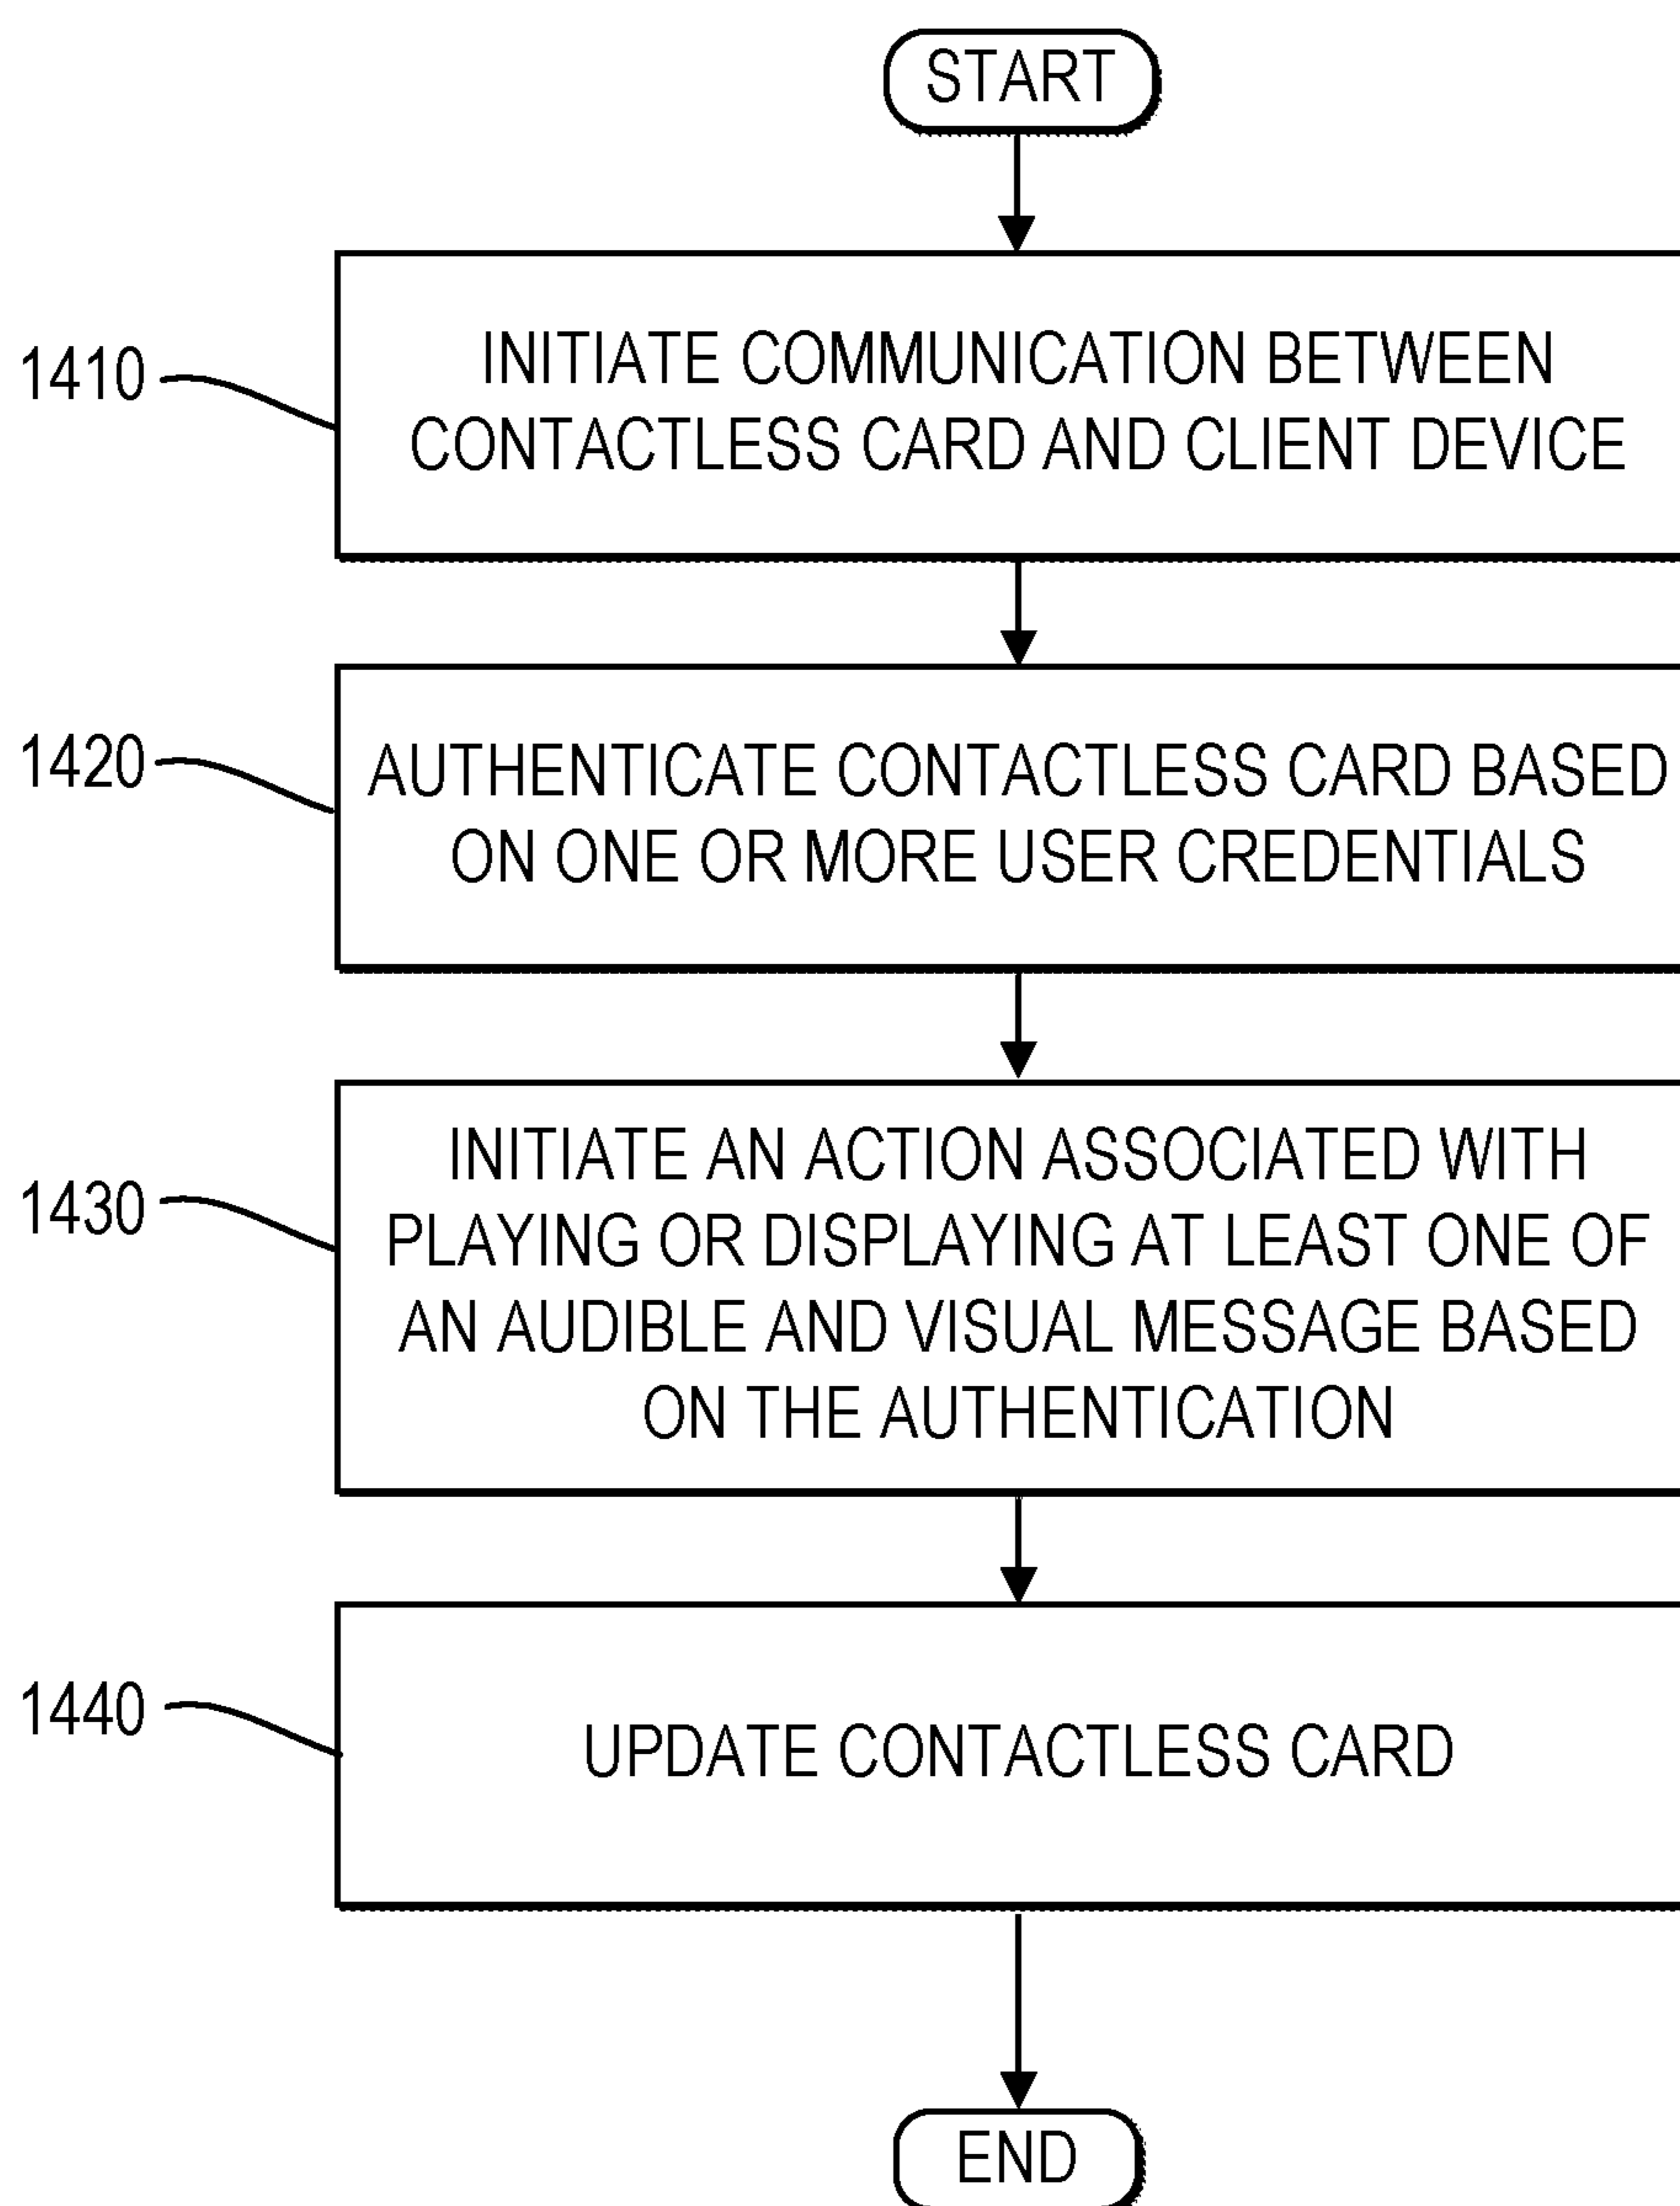 START
1410
INITIATE COMMUNICATION BETWEEN
CONTACTLESS CARD AND CLIENT DEVICE
1420
AUTHENTICATE CONTACTLESS CARD BASED
ON ONE OR MORE USER CREDENTIALS
1430
INITIATE AN ACTION ASSOCIATED WITH
PLAYING OR DISPLAYING AT LEAST ONE OF
AN AUDIBLE AND VISUAL MESSAGE BASED
ON THE AUTHENTICATION
1440
UPDATE CONTACTLESS CARD
END